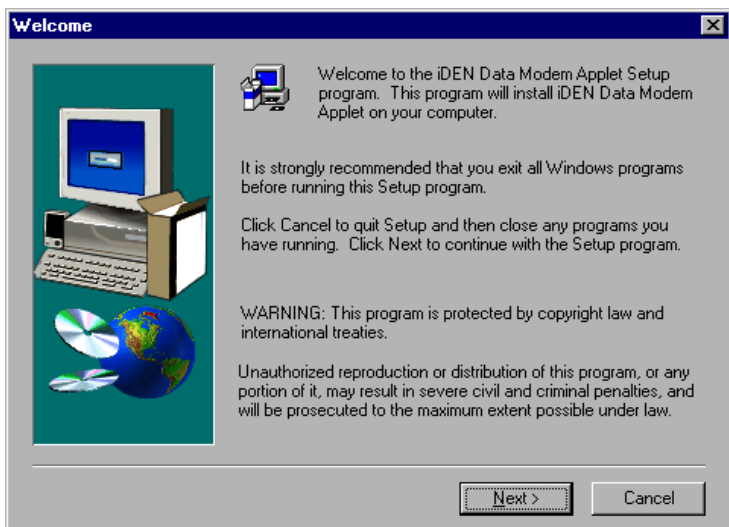 Welcome
Welcome to the iDEN Data Modem Applet Setup
program. This program will install iDEN Data Modem
Applet on your computer.
It is strongly recommended that you exit all Windows programs
before running this Setup program.
Click Cancel to quit Setup and then close any programs you
have running. Click Next to continue with the Setup program.
WARNING: This program is protected by copyright law and
international treaties.
Unauthorized reproduction or distribution of this program, or any
portion of it, may result in severe civil and criminal penalties, and
will be prosecuted to the maximum extent possible under law.
Next >
Cancel